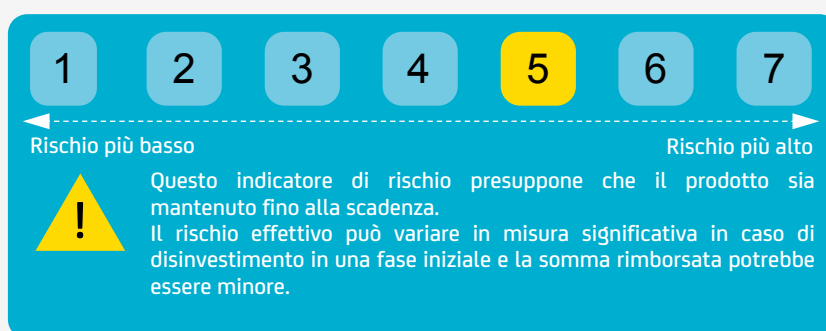 1 2 3 4 5 6 7
Rischio più basso Rischio più alto
!
Questo indicatore di rischio presuppone che il prodotto sia
mantenuto fino alla scadenza.
Il rischio effettivo può variare in misura significativa in caso di
disinvestimento in una fase iniziale e la somma rimborsata potrebbe
essere minore.